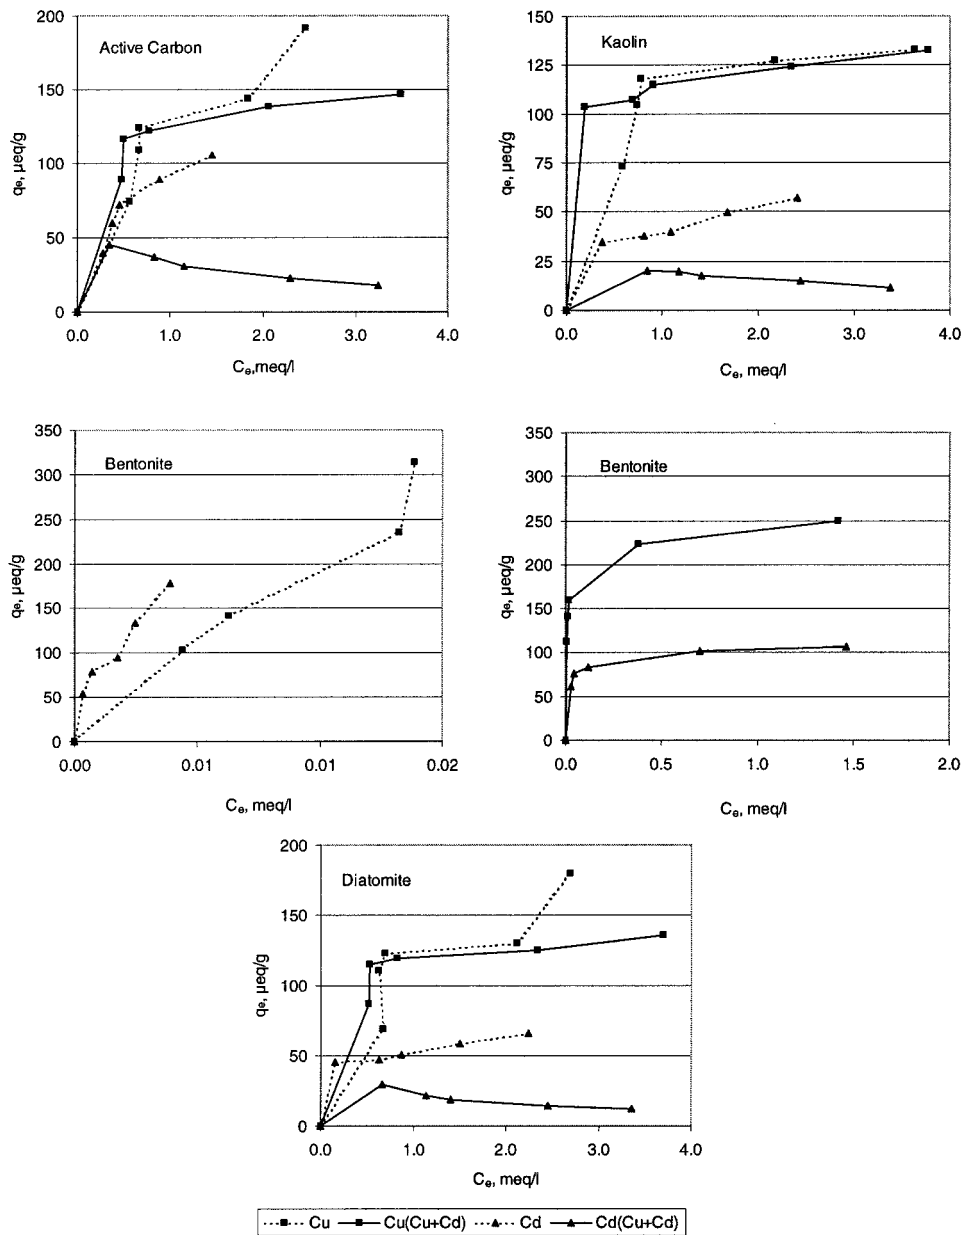 Active Carbon
qe, µeq/g
200
150
100
50
0
0.0 1.0 2.0 3.0 4.0
Ce,meq/l
Kaolin
qe, µeq/g
150
125
100
75
50
25
0
0.0 1.0 2.0 3.0 4.0
Ce, meq/l
Bentonite
qe, µeq/g
350
300
250
200
150
100
50
0
0.00 0.01 0.01 0.02
Ce, meq/l
Bentonite
qe, µeq/g
350
300
250
200
150
100
50
0
0.0 0.5 1.0 1.5 2.0
Ce, meq/l
Diatomite
qe, µeq/g
200
150
100
50
0
0.0 1.0 2.0 3.0 4.0
Ce, meq/l
Cu Cu(Cu+Cd) Cd Cd(Cu+Cd)